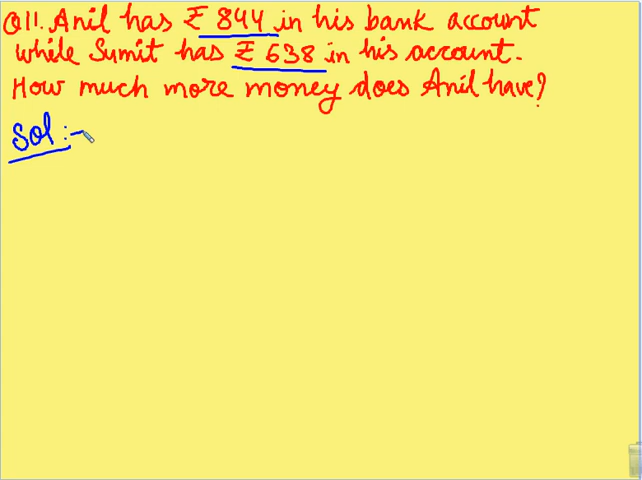 Q11. Anil has ₹ 844 in his bank account
while Sumit has ₹ 638 in his account.
How much more money does Anil have?
Sol :-